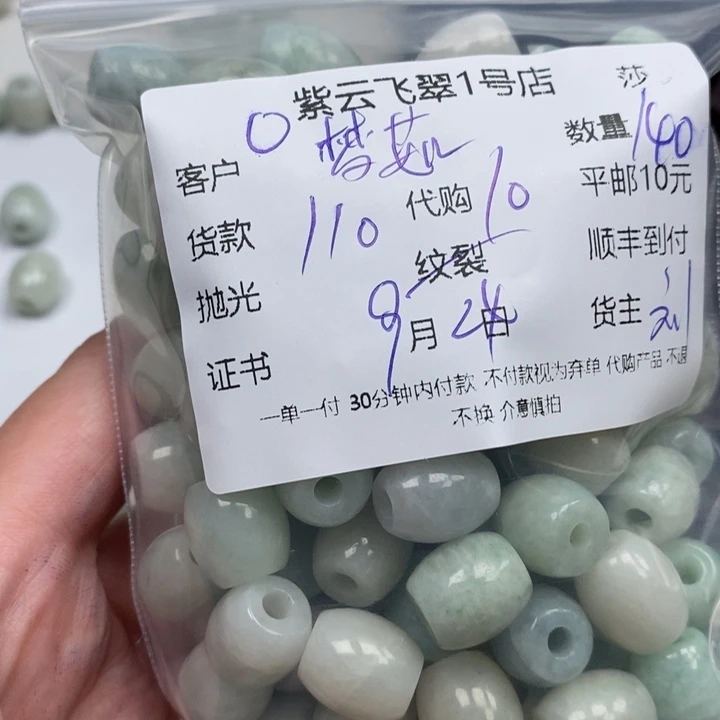 紫云飞翠1号店 莎
客户 梦茹 数量 140
货款 110 代购 10 平邮10元
抛光 纹裂 顺丰到付
证书 9月24日 货主
一单一付 30分钟内付款 不付款视为弃单 代购产品 不退
不换 介意慎拍